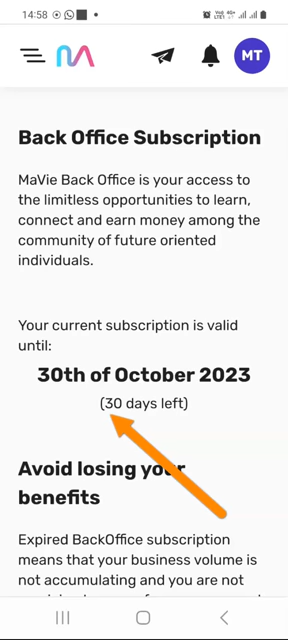 14:58
Vo)) 4G+
LTE1
MT
Back Office Subscription
MaVie Back Office is your access to
the limitless opportunities to learn,
connect and earn money among the
community of future oriented
individuals.
Your current subscription is valid
until:
30th of October 2023
(30 days left)
Avoid losing your
benefits
Expired BackOffice subscription
means that your business volume is
not accumulating and you are not